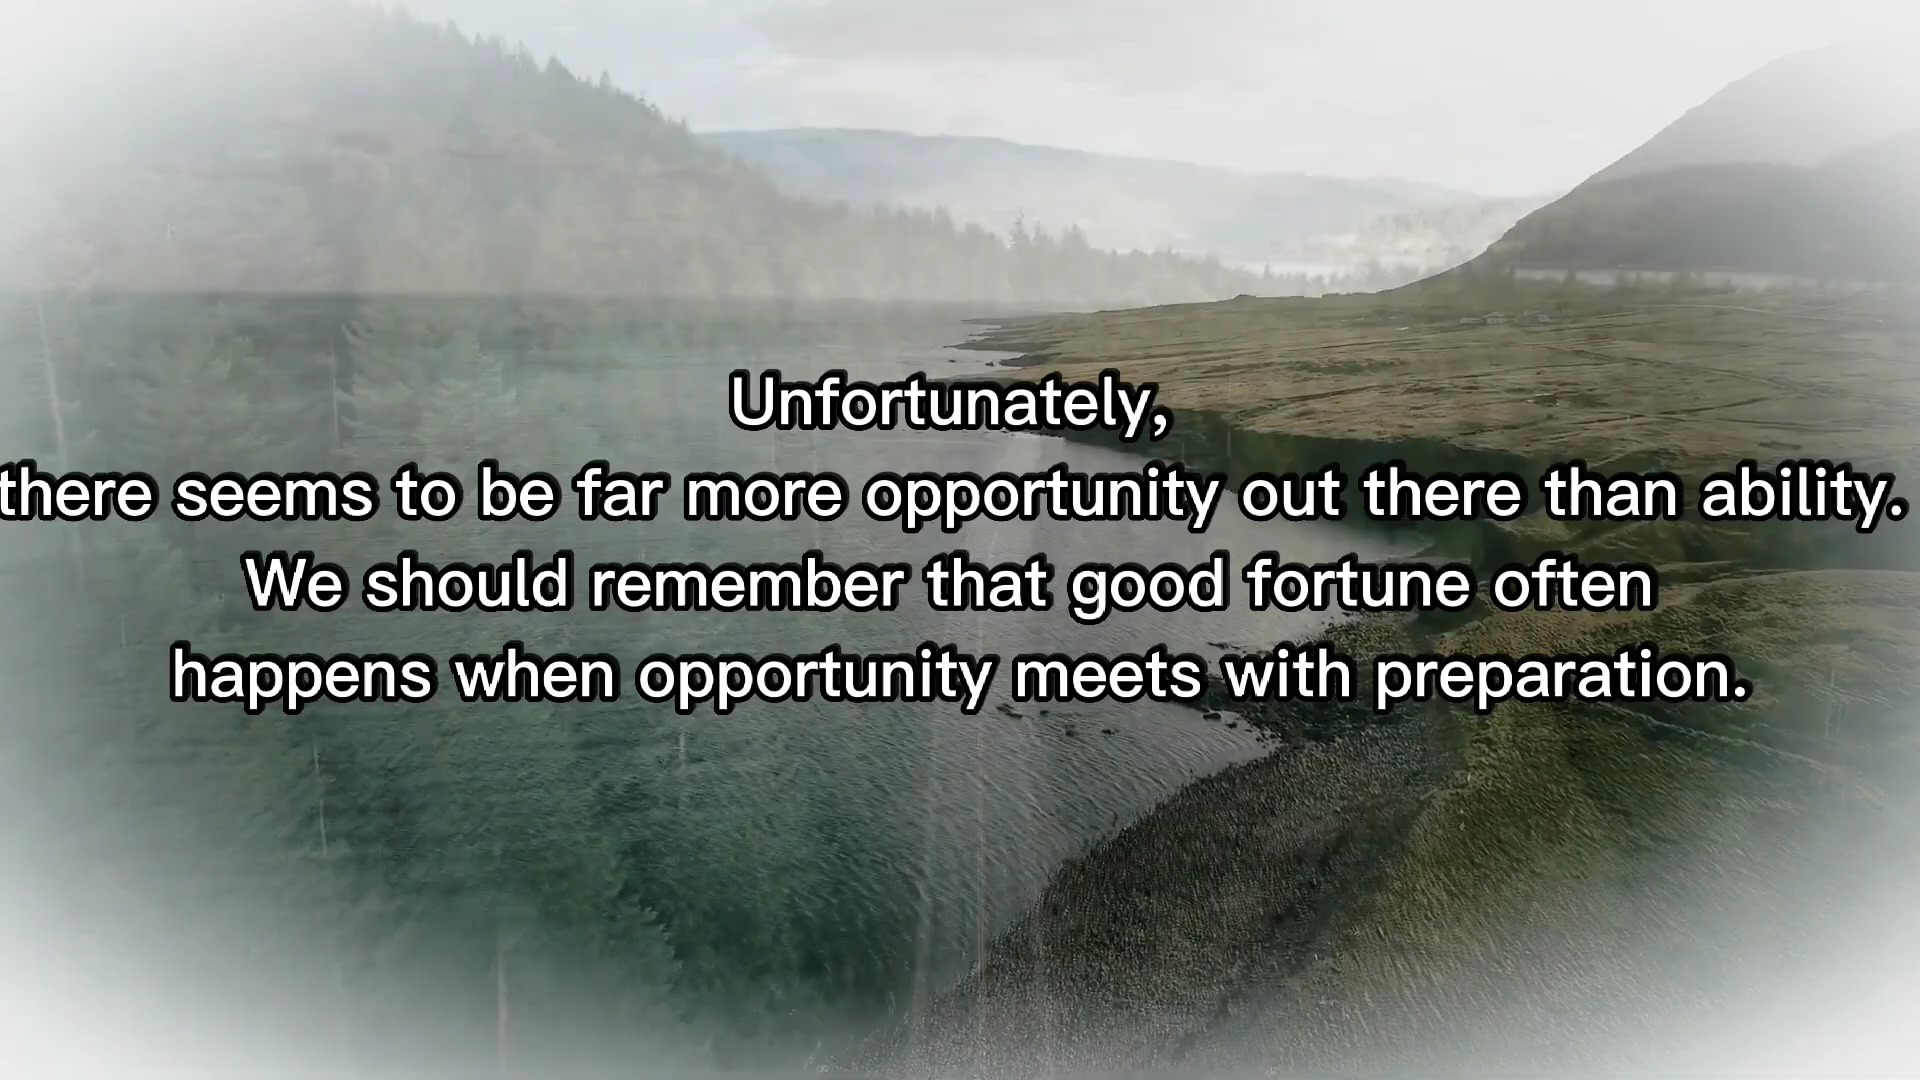 Unfortunately,
there seems to be far more opportunity out there than ability.
We should remember that good fortune often
happens when opportunity meets with preparation.